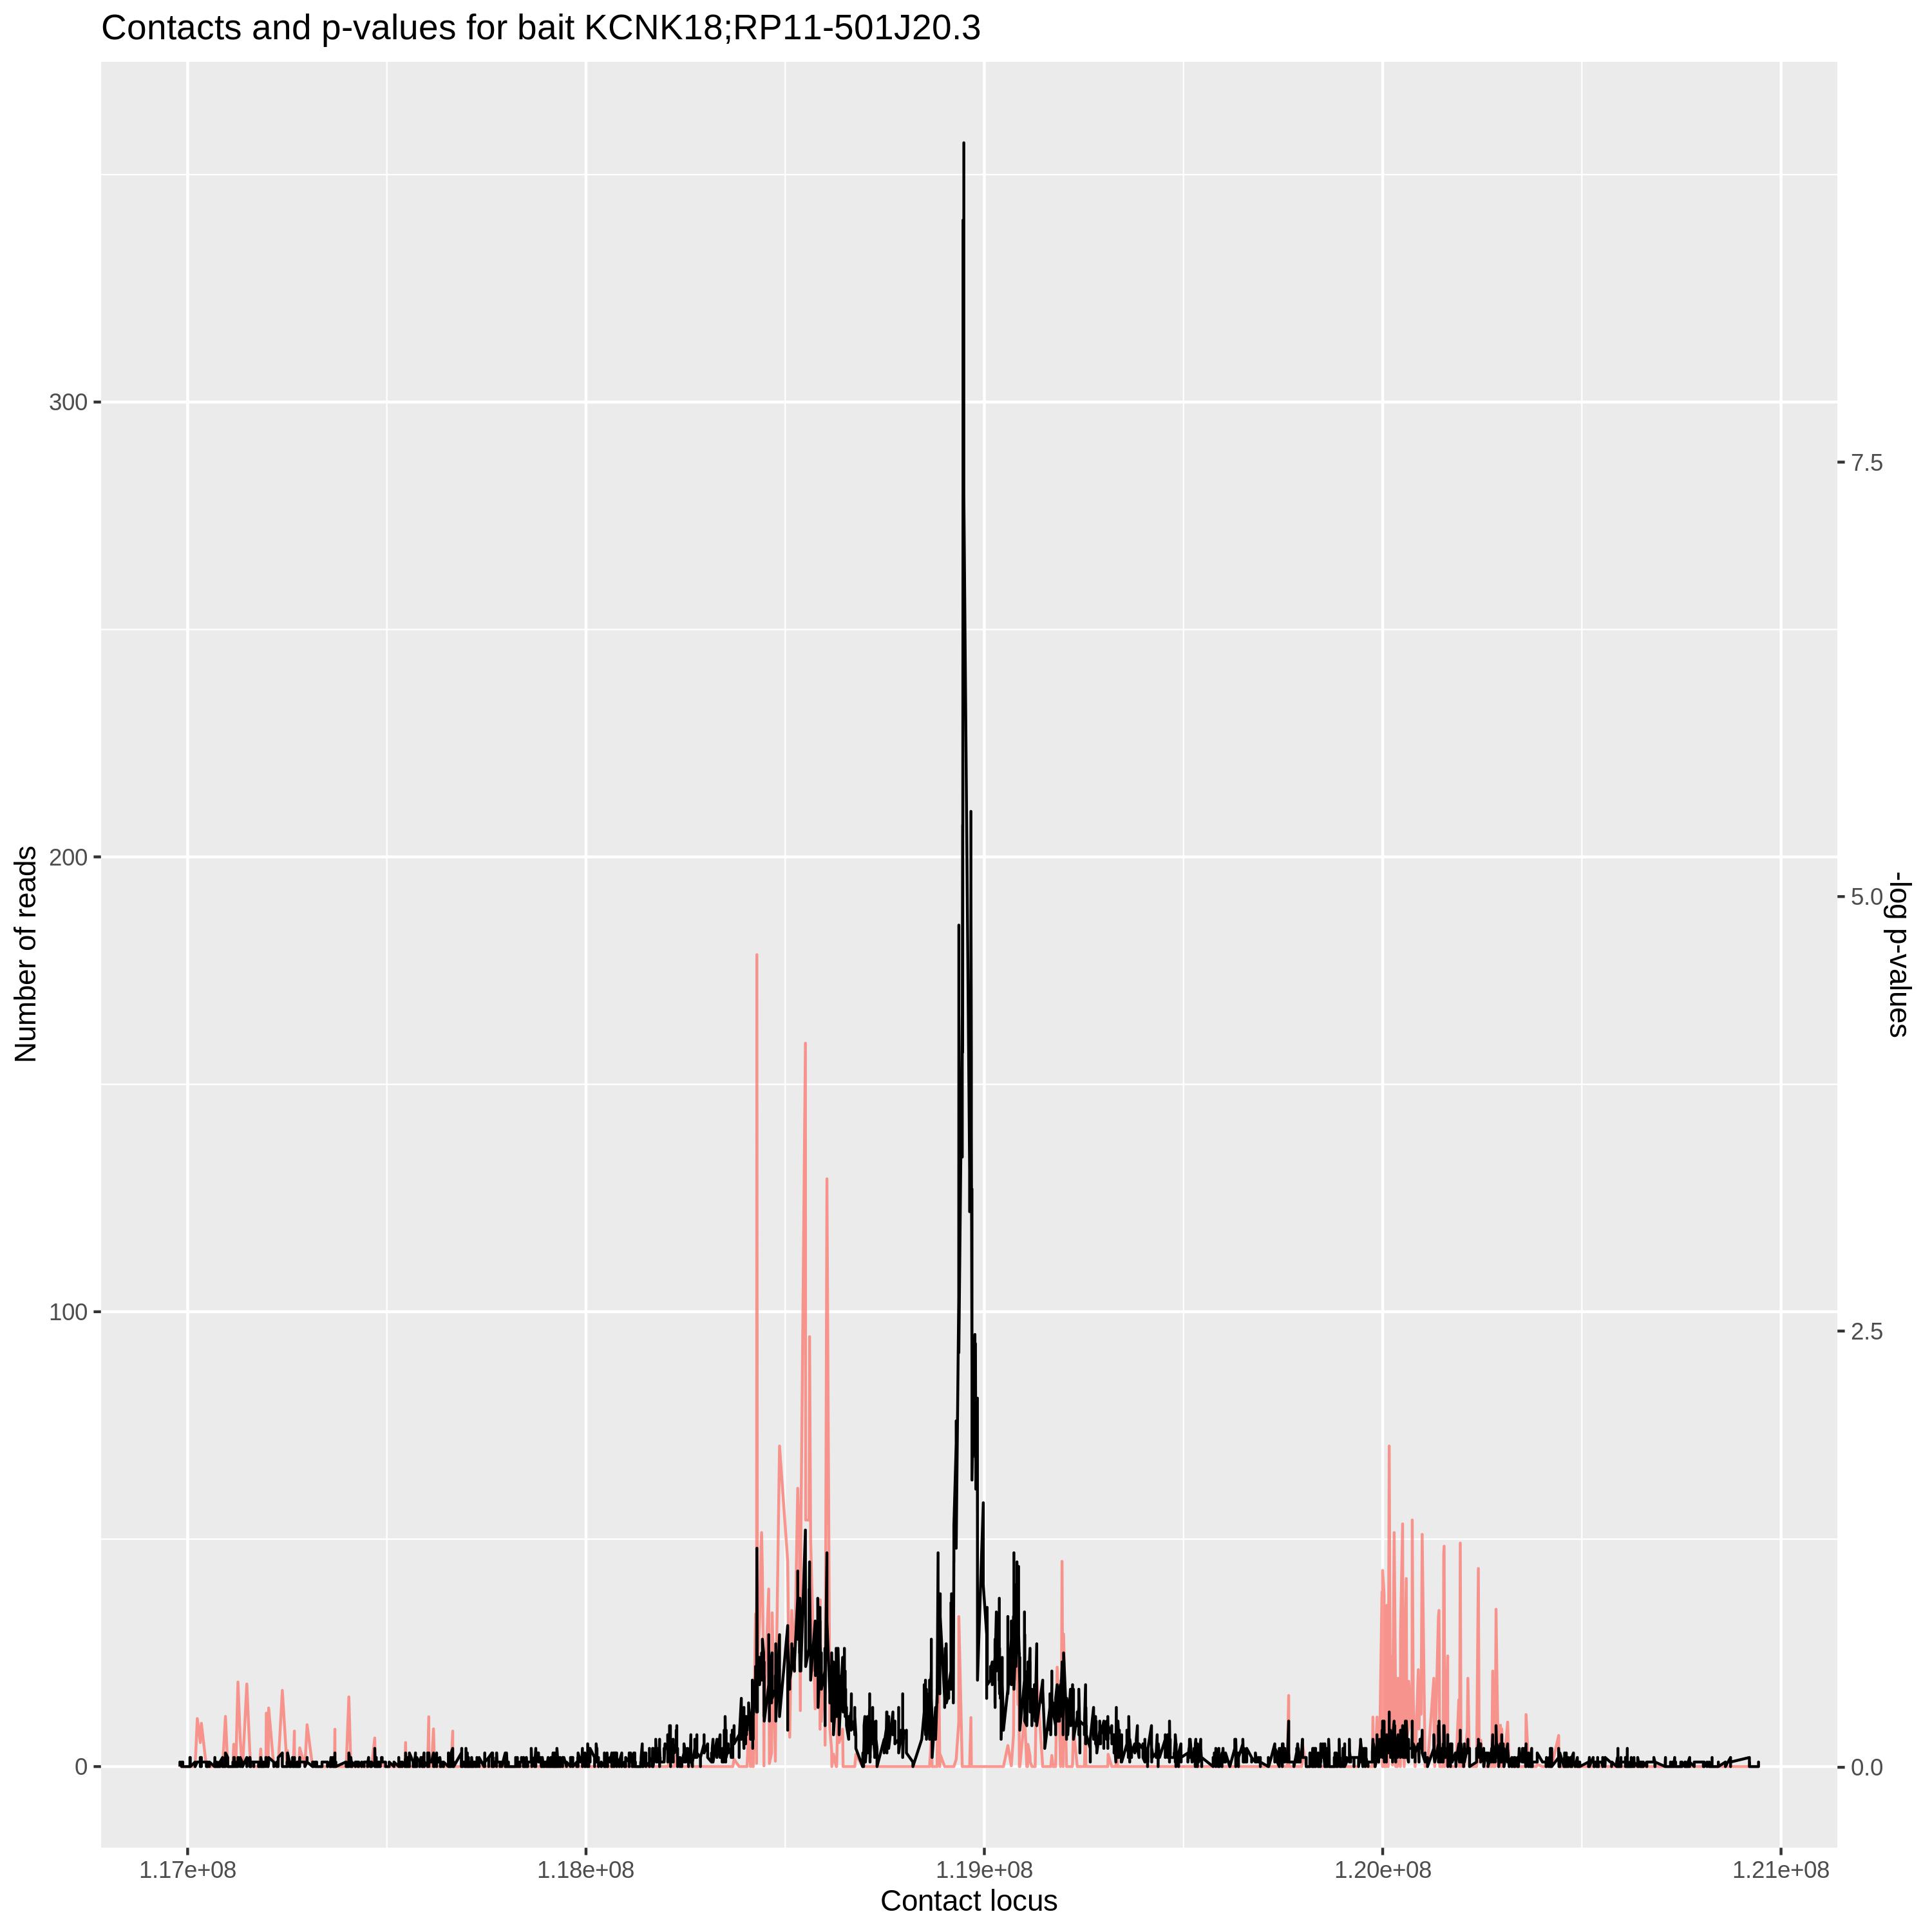 Contacts and p-values for bait KCNK18;RP11-501J20.3
Number of reads
300
200
100
0
7.5
5.0
2.5
0.0
-log p-values
1.17e+08
1.18e+08
1.19e+08
1.20e+08
1.21e+08
Contact locus